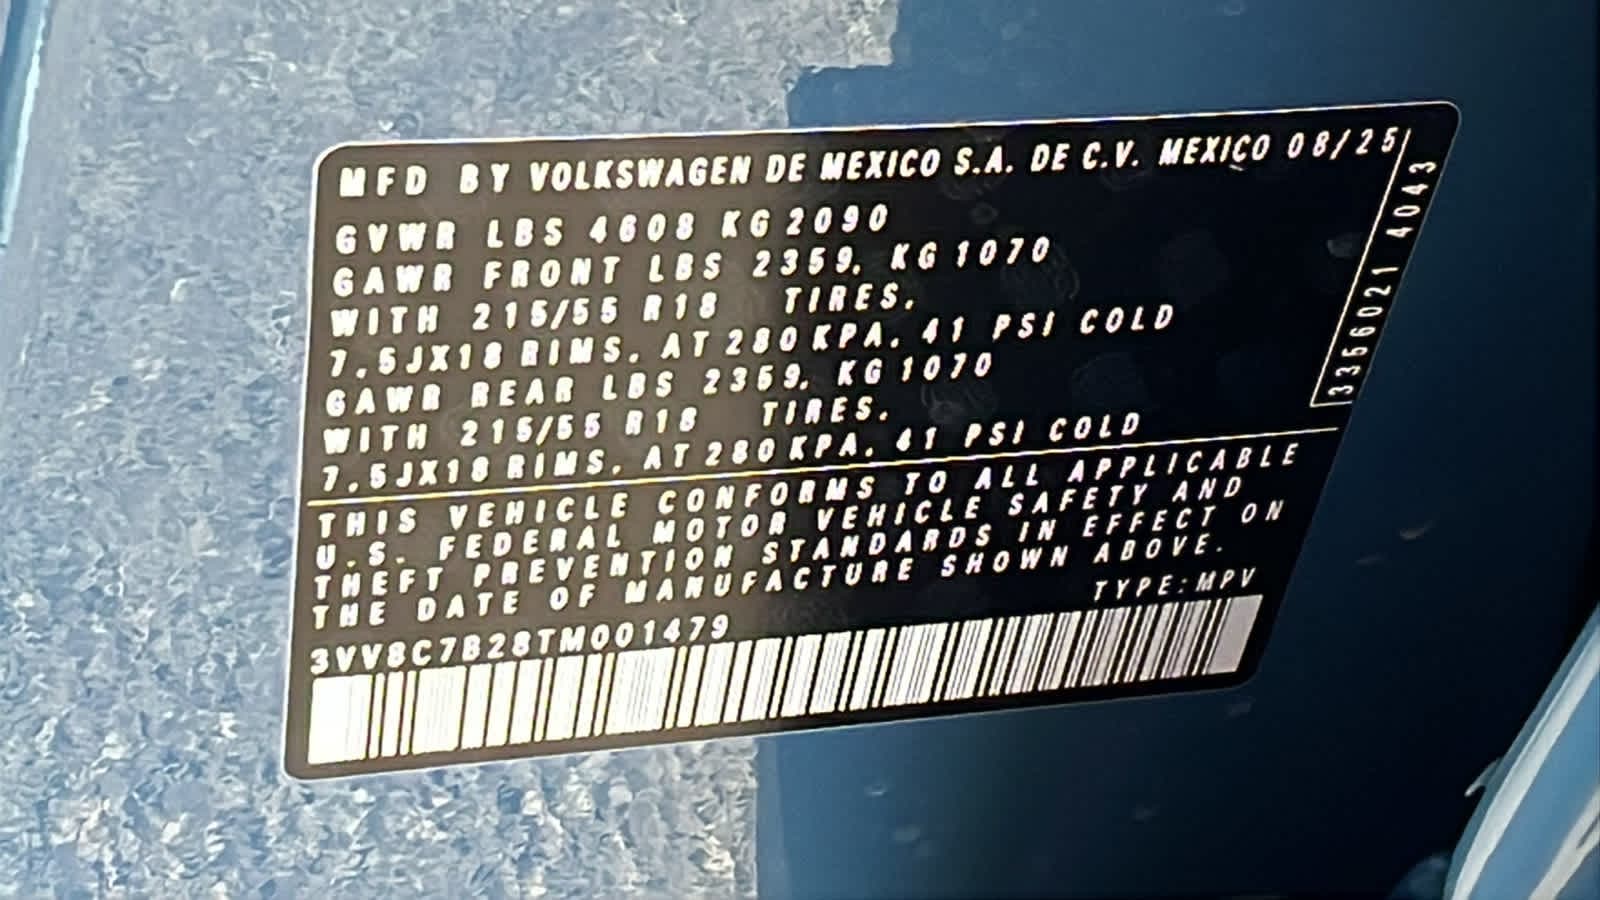 MFD BY VOLKSWAGEN DE MEXICO S.A. DE C.V. MEXICO 08/25
GVWR LBS 4608 KG 2090
GAWR FRONT LBS 2359. KG 1070
WITH 215/55 R18 TIRES.
7.5JX18 RIMS. AT 280 KPA. 41 PSI COLD
GAWR REAR LBS 2359. KG 1070
WITH 215/55 R18 TIRES.
7.5JX18 RIMS. AT 280 KPA. 41 PSI COLD
3356021 4043
THIS VEHICLE CONFORMS TO ALL APPLICABLE
U.S. FEDERAL MOTOR VEHICLE SAFETY AND
THEFT PREVENTION STANDARDS IN EFFECT ON
THE DATE OF MANUFACTURE SHOWN ABOVE.
TYPE:MPV
3VV8C7B28TM001479